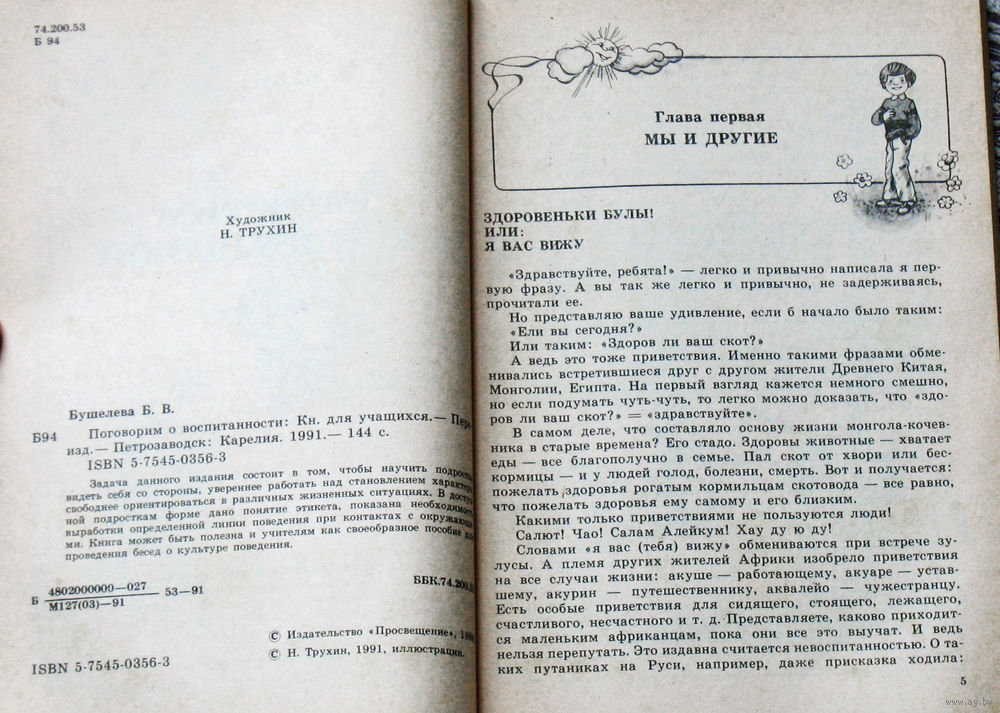 74.200.53
Б 94
Художник
Н. ТРУХИН
Бушелева Б. В.
Б94 Поговорим о воспитанности: Кн. для учащихся.— Пере
изд.— Петрозаводск: Карелия. 1991.— 144 с.
ISBN 5-7545-0356-3
Задача данного издания состоит в том, чтобы научить подростка
видеть себя со стороны, увереннее работать над становлением характера,
свободнее ориентироваться в различных жизненных ситуациях. В доступ-
ной подросткам форме дано понятие этикета, показана необходимость
выработки определенной линии поведения при контактах с окружающи-
ми. Книга может быть полезна и учителям как своеобразное пособие для
проведения бесед о культуре поведения.
Б 4802000000—027
М127(03)—91
53—91
ББК.74.200.53
© Издательство «Просвещение»,
© Н. Трухин, 1991, иллюстрации.
ISBN 5-7545-0356-3
Глава первая
МЫ И ДРУГИЕ
ЗДОРОВЕНЬКИ БУЛЫ!
ИЛИ:
Я ВАС ВИЖУ
«Здравствуйте, ребята!» — легко и привычно написала я пер-
вую фразу. А вы так же легко и привычно, не задерживаясь,
прочитали ее.
Но представляю ваше удивление, если б начало было таким:
«Ели вы сегодня?»
Или таким: «Здоров ли ваш скот?»
А ведь это тоже приветствия. Именно такими фразами обме-
нивались встретившиеся друг с другом жители Древнего Китая,
Монголии, Египта. На первый взгляд кажется немного смешно,
но если подумать чуть-чуть, то легко можно доказать, что «здо-
ров ли ваш скот?» = «здравствуйте».
В самом деле, что составляло основу жизни монгола-кочев-
ника в старые времена? Его стадо. Здоровы животные — хватает
еды — все благополучно в семье. Пал скот от хвори или бес-
кормицы — и у людей голод, болезни, смерть. Вот и получается:
пожелать здоровья рогатым кормильцам скотовода — все равно,
что пожелать здоровья ему самому и его близким.
Какими только приветствиями не пользуются люди!
Салют! Чао! Салам Алейкум! Хау ду ю ду!
Словами «я вас (тебя) вижу» обмениваются при встрече зу-
лусы. А племя других жителей Африки изобрело приветствия
на все случаи жизни: акуше — работающему, акуаре — устав-
шему, акурин — путешественнику, аквалейо — чужестранцу.
Есть особые приветствия для сидящего, стоящего, лежащего,
счастливого, несчастного и т. д. Представляете, каково приходит-
ся маленьким африканцам, пока они все это выучат. И ведь
нельзя перепутать. Это издавна считается невоспитанностью. О та-
ких путаниках на Руси, например, даже присказка ходила:
5
www.ay.by